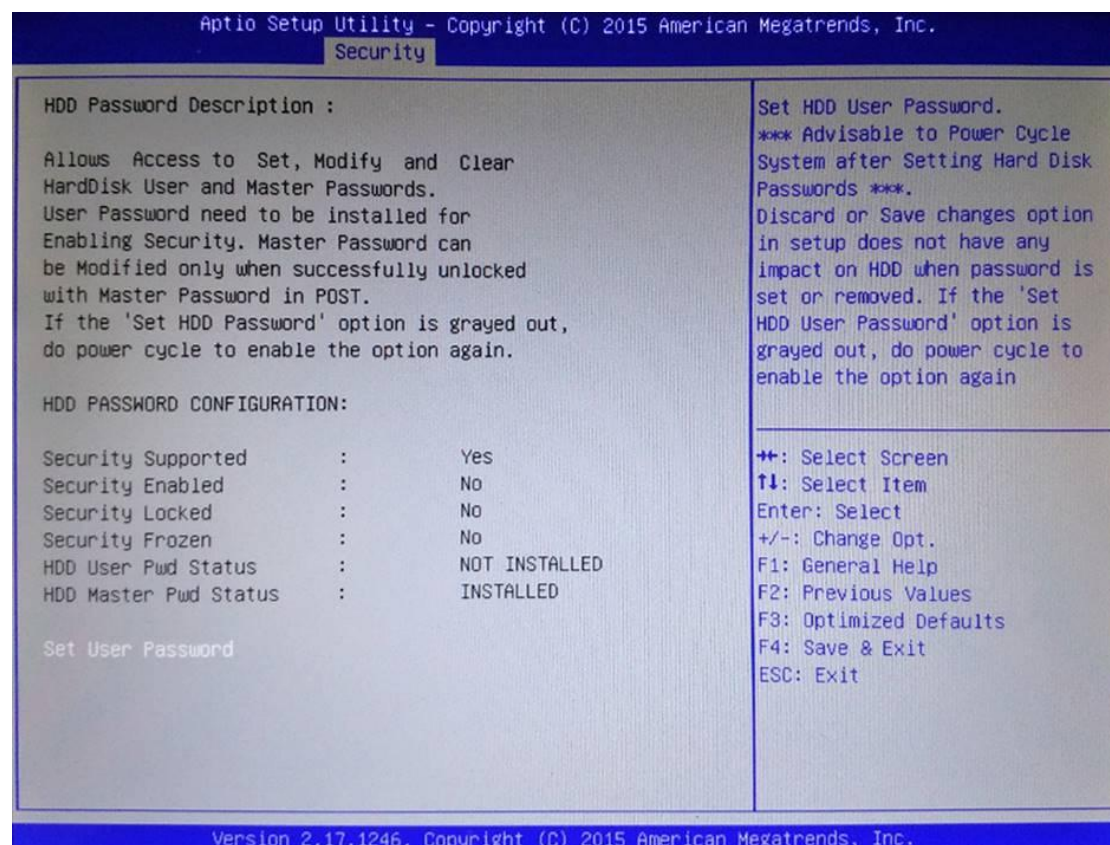 Aptio Setup Utility – Copyright (C) 2015 American Megatrends, Inc.
Security
HDD Password Description :
Allows Access to Set, Modify and Clear
HardDisk User and Master Passwords.
User Password need to be installed for
Enabling Security. Master Password can
be Modified only when successfully unlocked
with Master Password in POST.
If the 'Set HDD Password' option is grayed out,
do power cycle to enable the option again.
HDD PASSWORD CONFIGURATION:
Security Supported : Yes
Security Enabled : No
Security Locked : No
Security Frozen : No
HDD User Pwd Status : NOT INSTALLED
HDD Master Pwd Status : INSTALLED
Set User Password
Set HDD User Password.
*** Advisable to Power Cycle
System after Setting Hard Disk
Passwords ***.
Discard or Save changes option
in setup does not have any
impact on HDD when password is
set or removed. If the 'Set
HDD User Password' option is
grayed out, do power cycle to
enable the option again
→←: Select Screen
↑↓: Select Item
Enter: Select
+/-: Change Opt.
F1: General Help
F2: Previous Values
F3: Optimized Defaults
F4: Save & Exit
ESC: Exit
Version 2.17.1246. Copyright (C) 2015 American Megatrends, Inc.